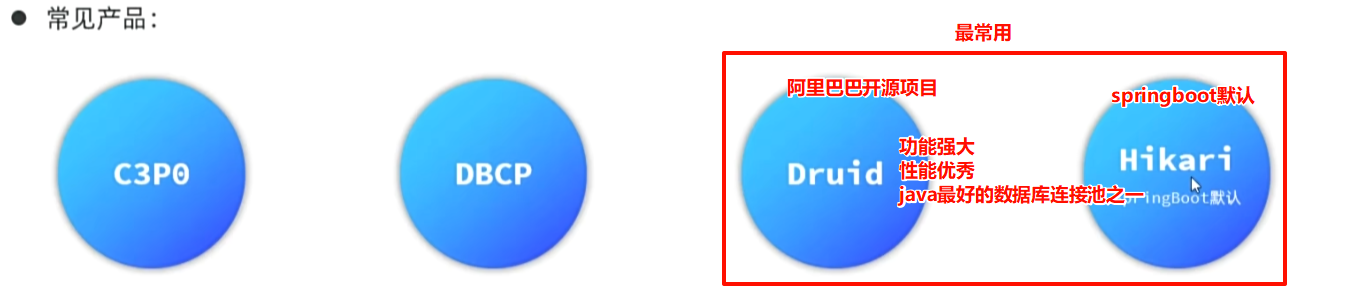 常见产品：
最常用
阿里巴巴开源项目
springboot默认
C3P0
DBCP
Druid
功能强大
性能优秀
java最好的数据库连接池之一
Hikari
ringBoot默认